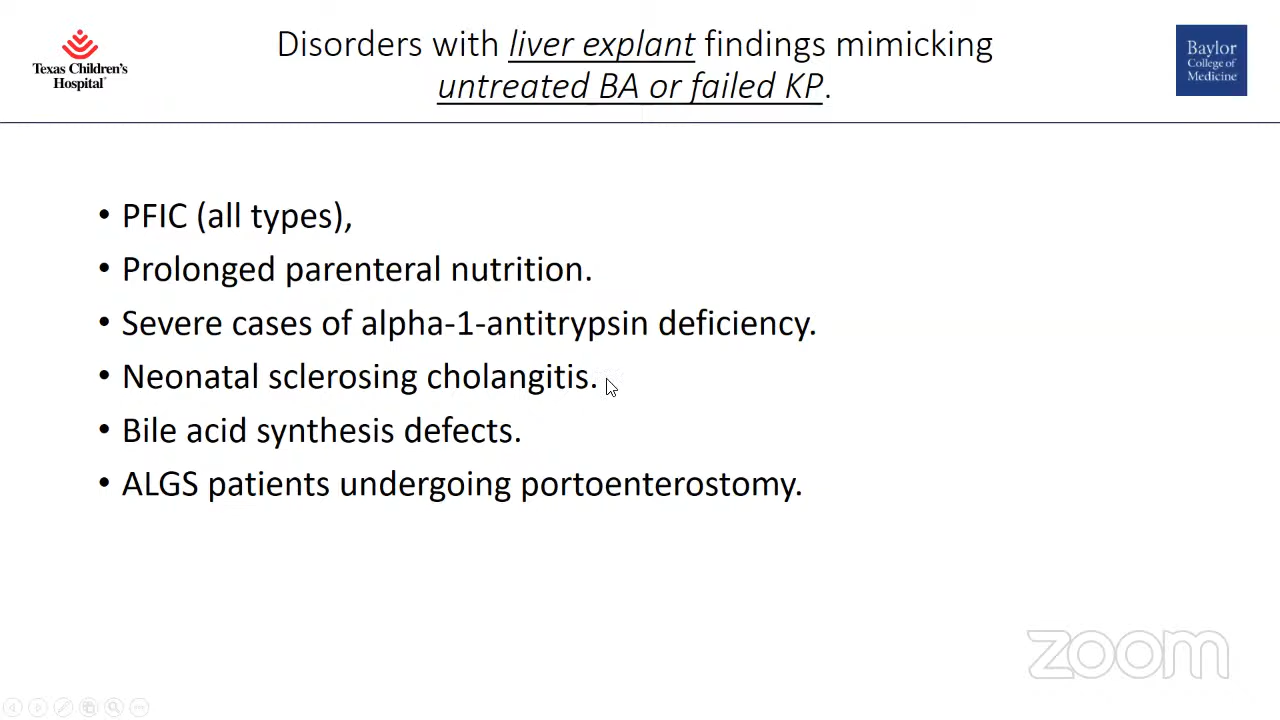 Texas Children's
Hospital
Disorders with liver explant findings mimicking
untreated BA or failed KP.
Baylor
College of
Medicine
• PFIC (all types),
• Prolonged parenteral nutrition.
• Severe cases of alpha-1-antitrypsin deficiency.
• Neonatal sclerosing cholangitis.
• Bile acid synthesis defects.
• ALGS patients undergoing portoenterostomy.
zoom